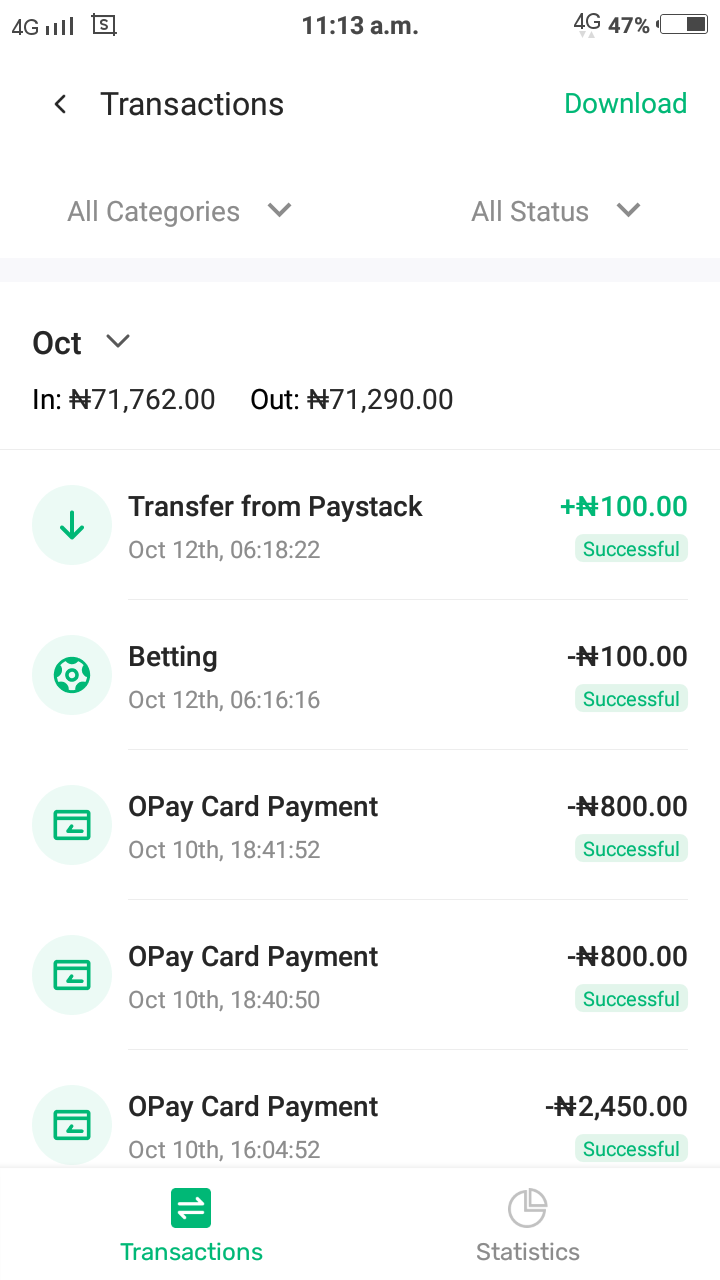 4G S 11:13 a.m. 4G 47%
Transactions Download
All Categories All Status
Oct
In: ₦71,762.00 Out: ₦71,290.00
Transfer from Paystack +₦100.00
Oct 12th, 06:18:22 Successful
Betting -₦100.00
Oct 12th, 06:16:16 Successful
OPay Card Payment -₦800.00
Oct 10th, 18:41:52 Successful
OPay Card Payment -₦800.00
Oct 10th, 18:40:50 Successful
OPay Card Payment -₦2,450.00
Oct 10th, 16:04:52 Successful
Transactions Statistics